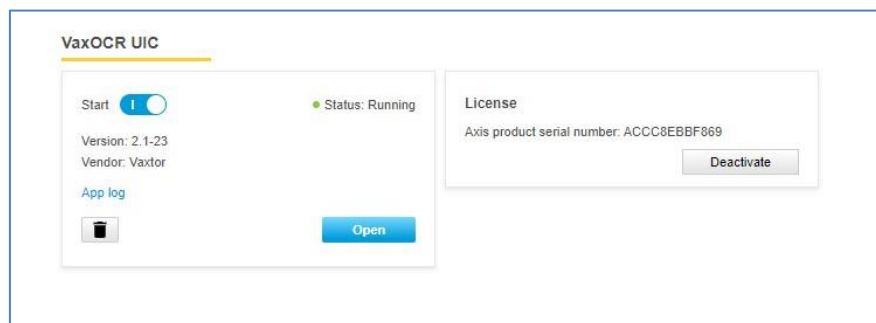 VaxOCR UIC
Start
Status: Running
Version: 2.1-23
Vendor: Vaxtor
App log
Open
License
Axis product serial number: ACCC8EBBF869
Deactivate